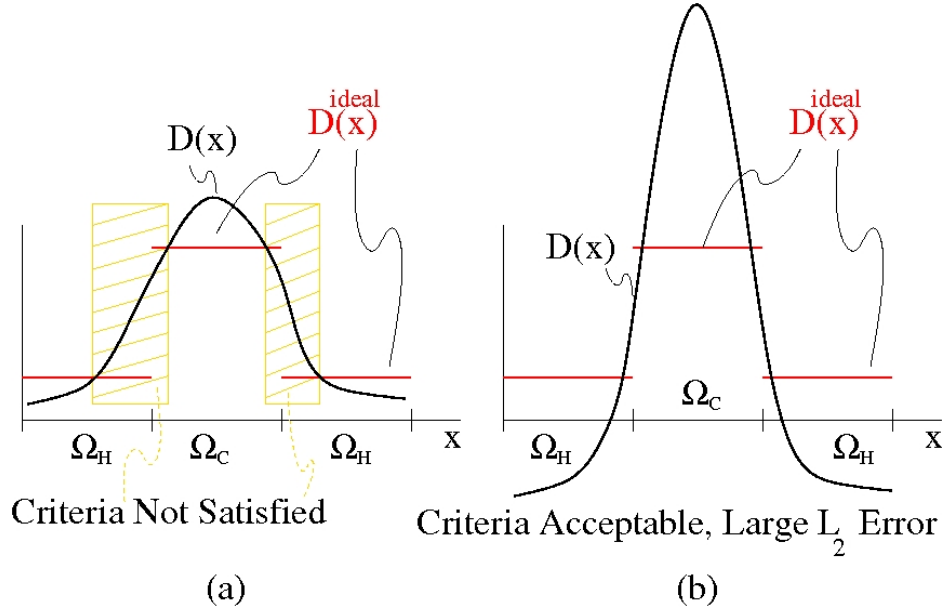 D(x)
ideal
D(x)
Ω_H
Ω_C
Ω_H
x
Criteria Not Satisfied
(a)
ideal
D(x)
D(x)
Ω_C
Ω_H
Ω_H
x
Criteria Acceptable, Large L_2 Error
(b)